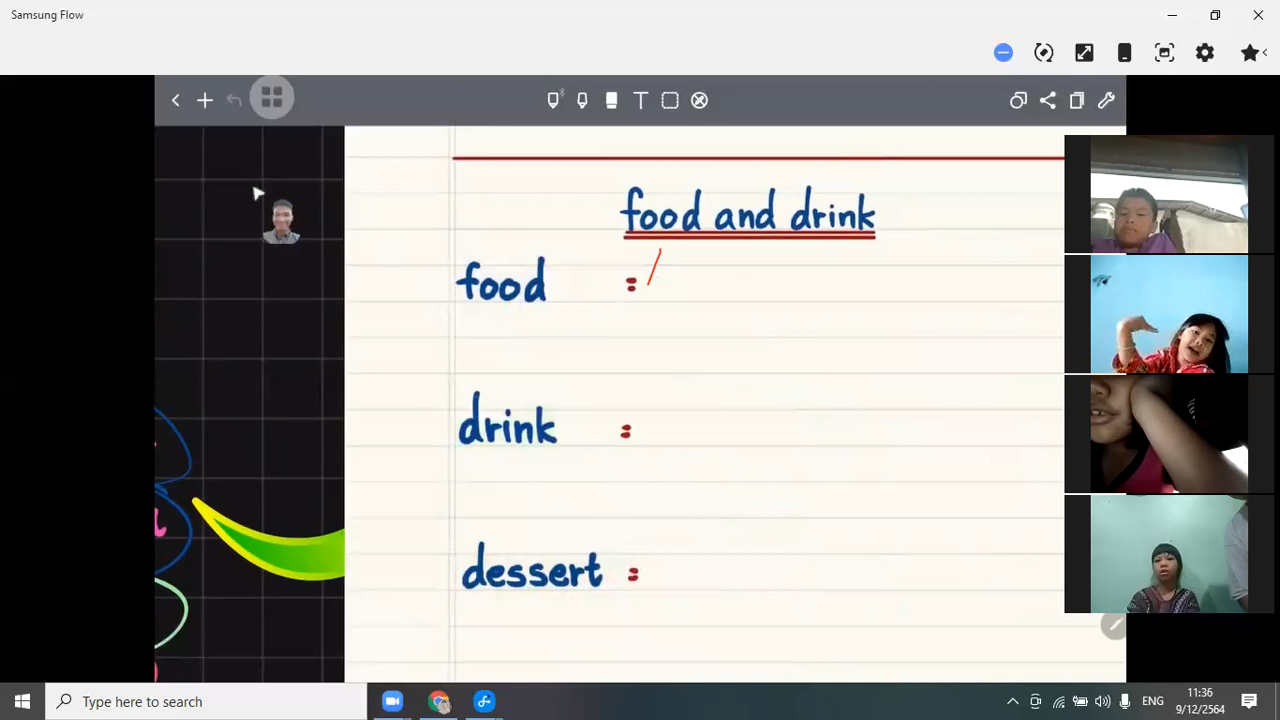 Samsung Flow
T
food and drink
food :
drink :
dessert :
Type here to search
ENG
11:36
9/12/2564